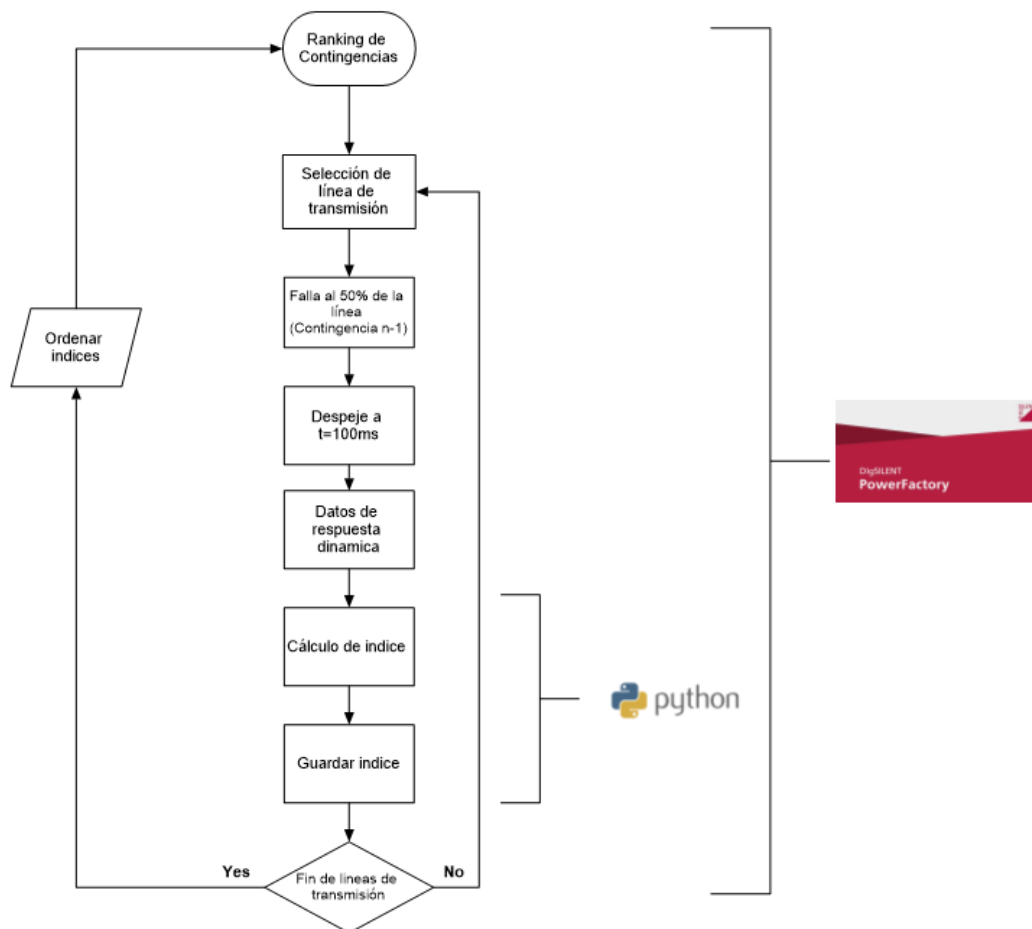 Ranking de
Contingencias
Selección de
línea de
transmisión
Falla al 50% de la
línea
(Contingencia n-1)
Ordenar
indices
Despeje a
t=100ms
DIgSILENT
PowerFactory
Datos de
respuesta
dinamica
Cálculo de indice
python
Guardar indice
Yes
No
Fin de lineas de
transmisión